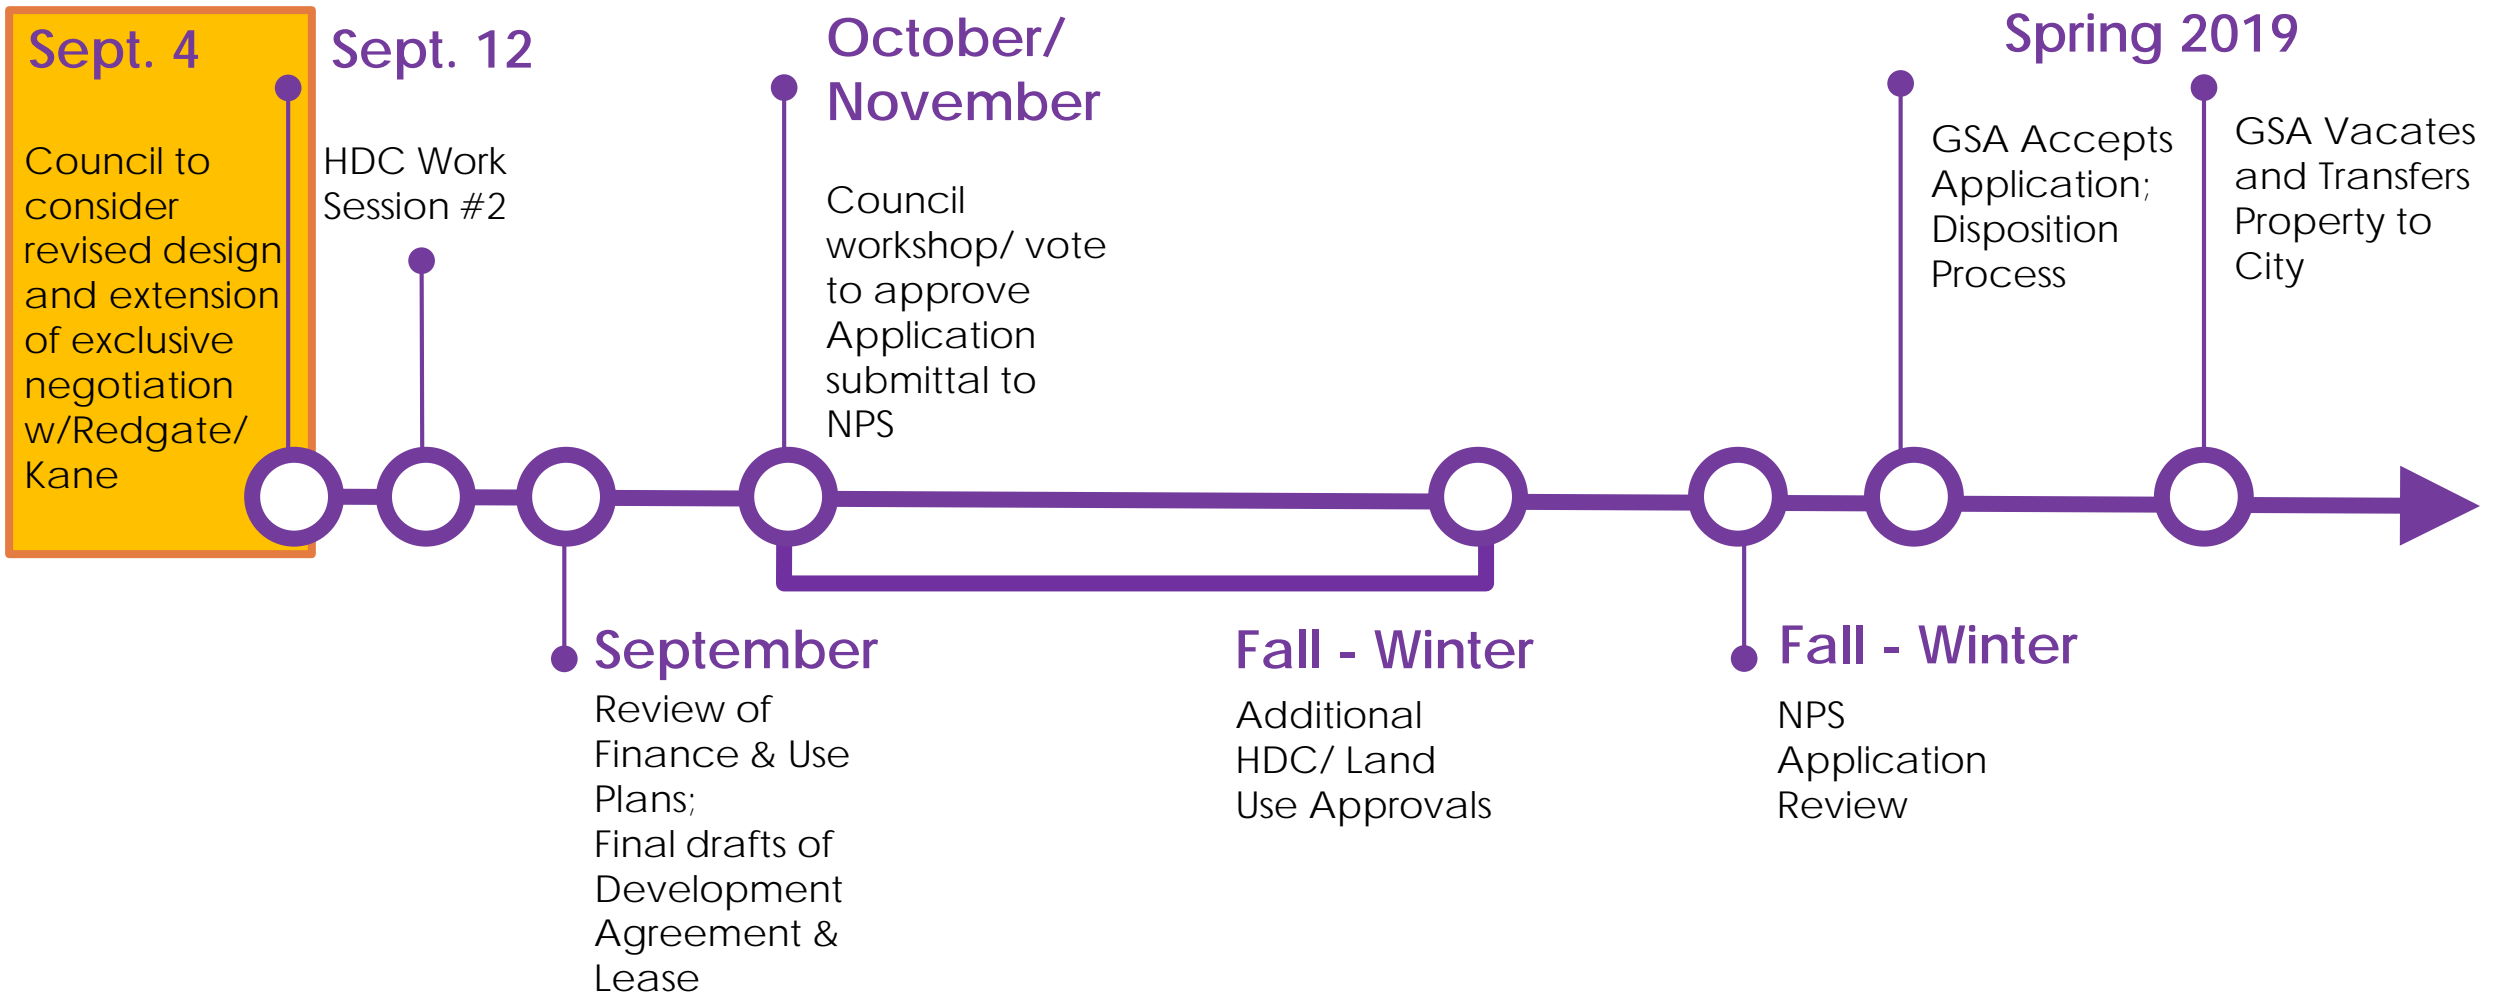 Sept. 4
Council to
consider
revised design
and extension
of exclusive
negotiation
w/Redgate/
Kane
Sept. 12
HDC Work
Session #2
September
Review of
Finance & Use
Plans;
Final drafts of
Development
Agreement &
Lease
October/
November
Council
workshop/ vote
to approve
Application
submittal to
NPS
Fall - Winter
Additional
HDC/ Land
Use Approvals
Fall - Winter
NPS
Application
Review
Spring 2019
GSA Accepts
Application;
Disposition
Process
GSA Vacates
and Transfers
Property to
City